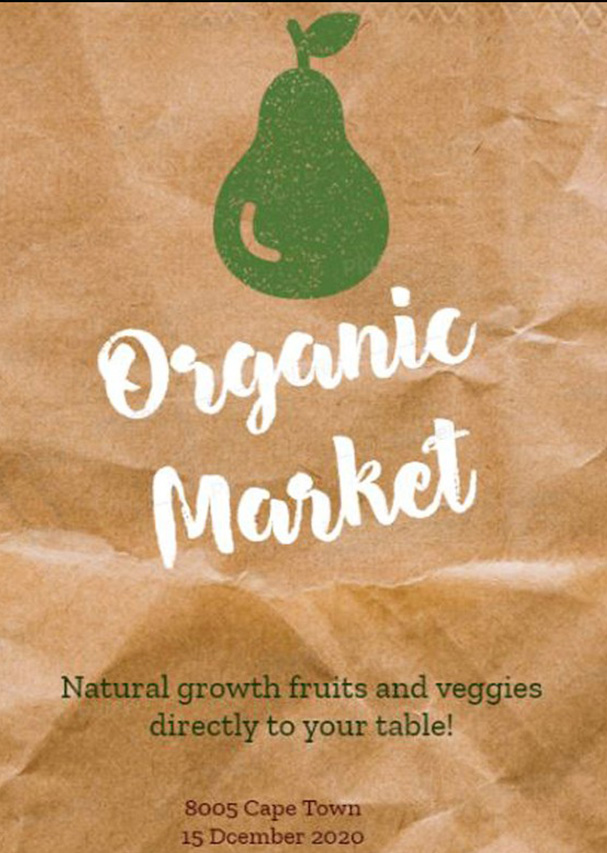 Organic
Market
Natural growth fruits and veggies
directly to your table!
8005 Cape Town
15 Dcember 2020